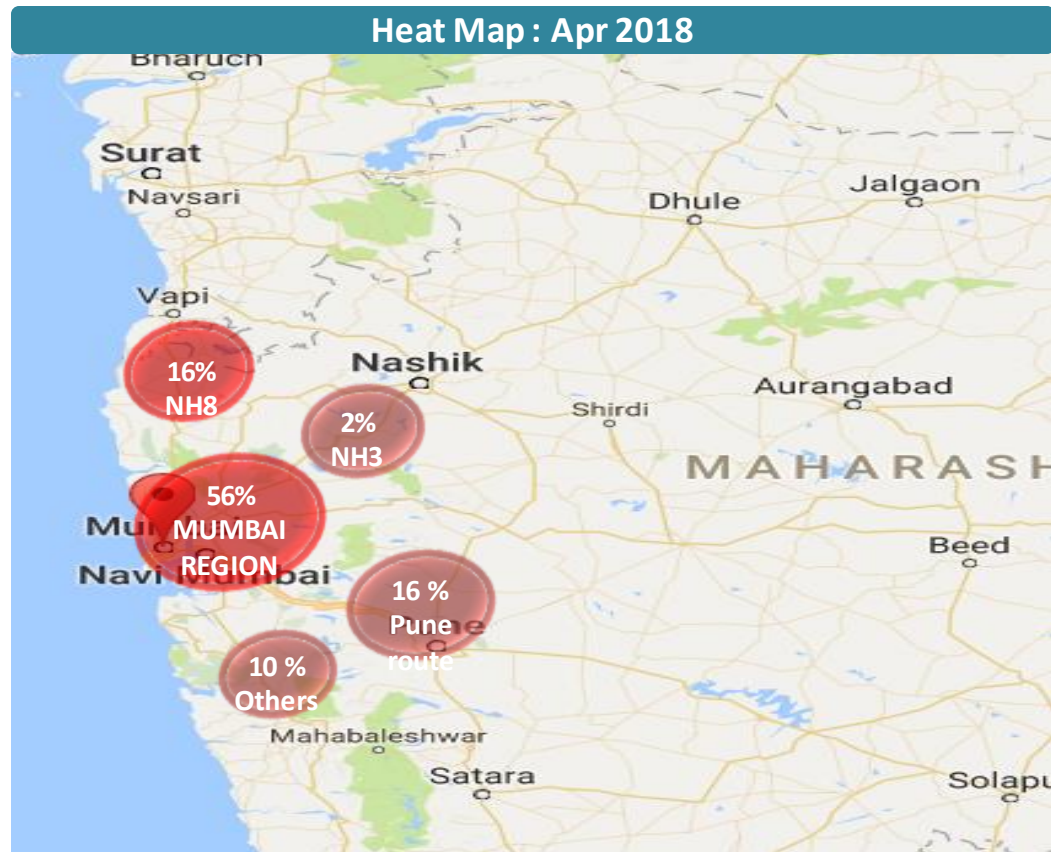 Heat Map : Apr 2018
Bharuch
Surat
Navsari
Dhule
Jalgaon
Vapi
16%
NH8
Nashik
2%
NH3
Shirdi
Aurangabad
MAHARASH
56%
MUMBAI
REGION
Navi Mumbai
Beed
16 %
Pune
route
10 %
Others
Mahabaleshwar
Satara
Solapu